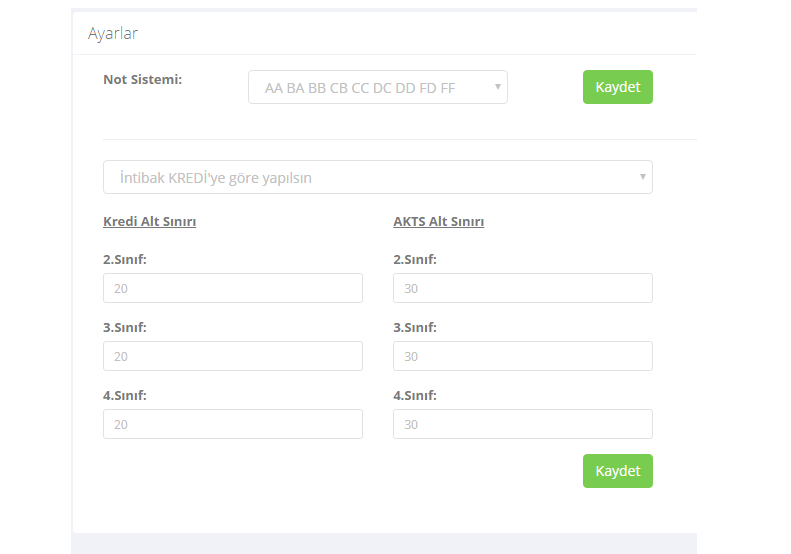 Ayarlar
Not Sistemi:
AA BA BB CB CC DC DD FD FF
Kaydet
İntibak KREDİ'ye göre yapılsın
Kredi Alt Sınırı
AKTS Alt Sınırı
2.Sınıf:
2.Sınıf:
20
30
3.Sınıf:
3.Sınıf:
20
30
4.Sınıf:
4.Sınıf:
20
30
Kaydet